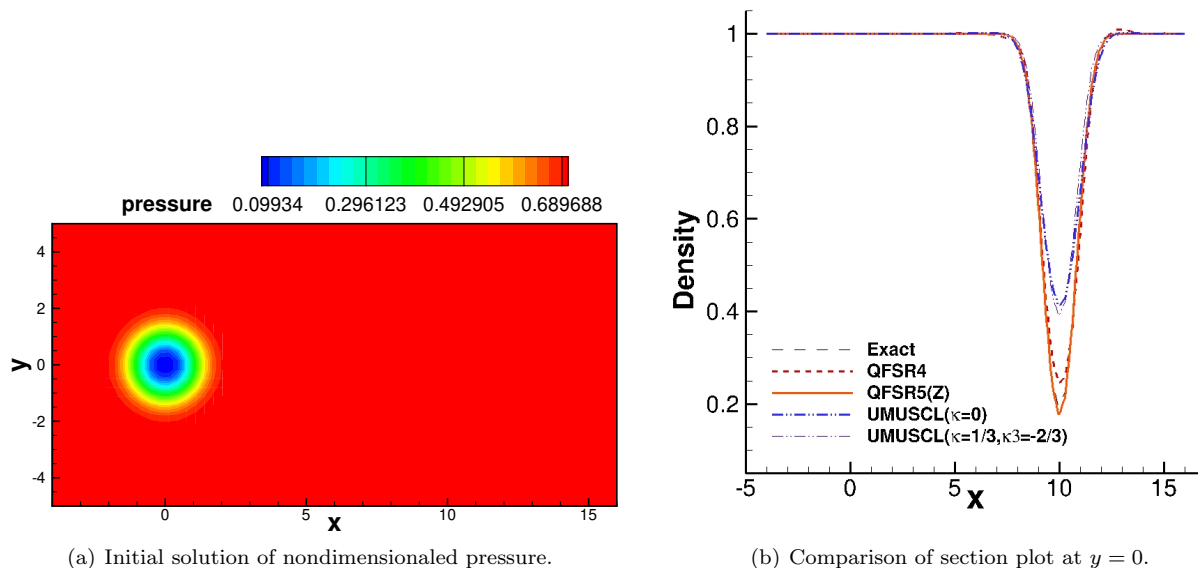 pressure 0.09934 0.296123 0.492905 0.689688
4
2
0
-2
-4
y
0 5 10 15
x
(a) Initial solution of nondimensionaled pressure.
1
0.8
0.6
0.4
0.2
Density
Exact
QFSR4
QFSR5(Z)
UMUSCL(κ=0)
UMUSCL(κ=1/3,κ3=-2/3)
-5 0 5 10 15
x
(b) Comparison of section plot at y = 0.